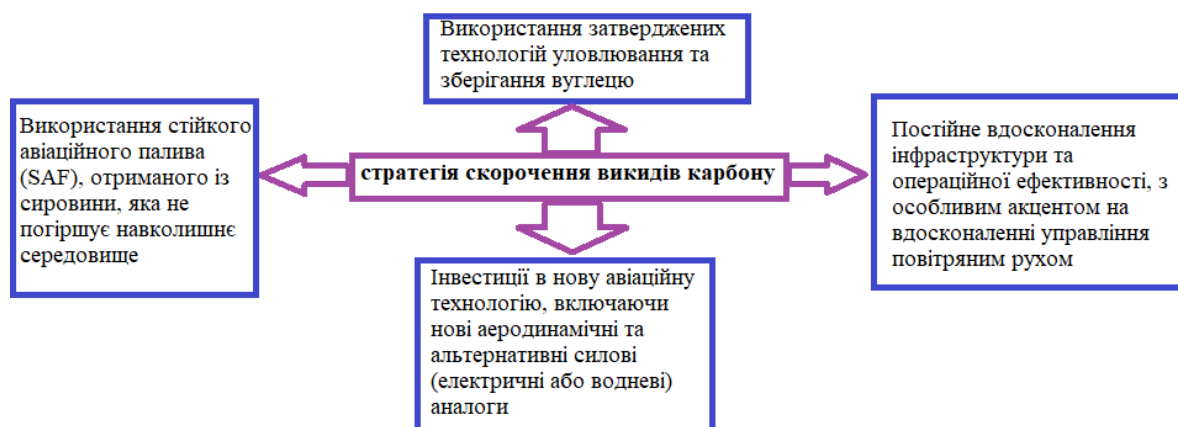 Використання затверджених
технологій уловлювання та
зберігання вуглецю
Використання стійкого
авіаційного палива
(SAF), отриманого із
сировини, яка не
погіршує навколишнє
середовище
стратегія скорочення викидів карбону
Постійне вдосконалення
інфраструктури та
операційної ефективності, з
особливим акцентом на
вдосконаленні управління
повітряним рухом
Інвестиції в нову авіаційну
технологію, включаючи
нові аеродинамічні та
альтернативні силові
(електричні або водневі)
аналоги